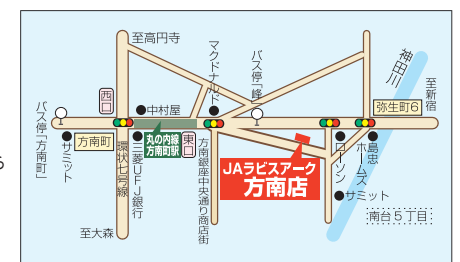 至高円寺
マクドナルド
バス停「峰」
神田川
至新宿
西口
中村屋
弥生町6
バス停「方南町」
サミット
方南町
環状七号線
三菱UFJ銀行
丸の内線
方南町駅
東口
方南銀座中央通り商店街
JAラビスアーク
方南店
ローソン
島忠
ホームズ
サミット
南台5丁目
至大森
ら